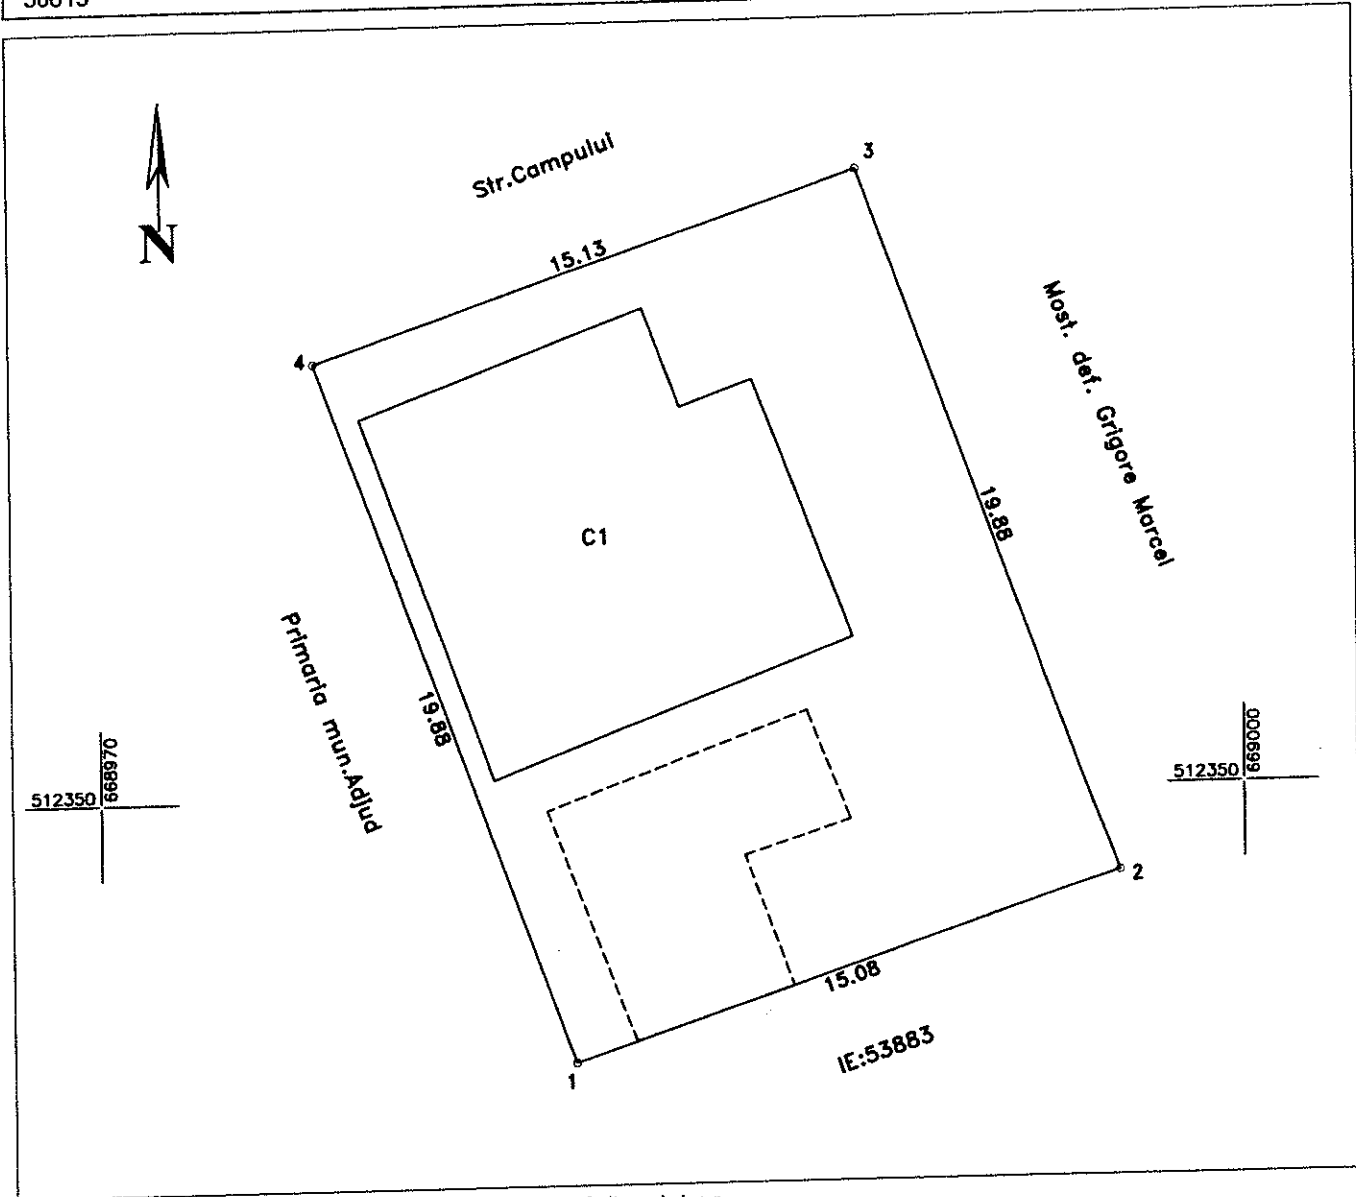 N
Str.Campului
3
15.13
4
Most. def. Grigore Marcel
19.88
C1
Primaria mun.Adjud
19.88
512350
668970
512350
669000
2
15.08
IE:53883
1